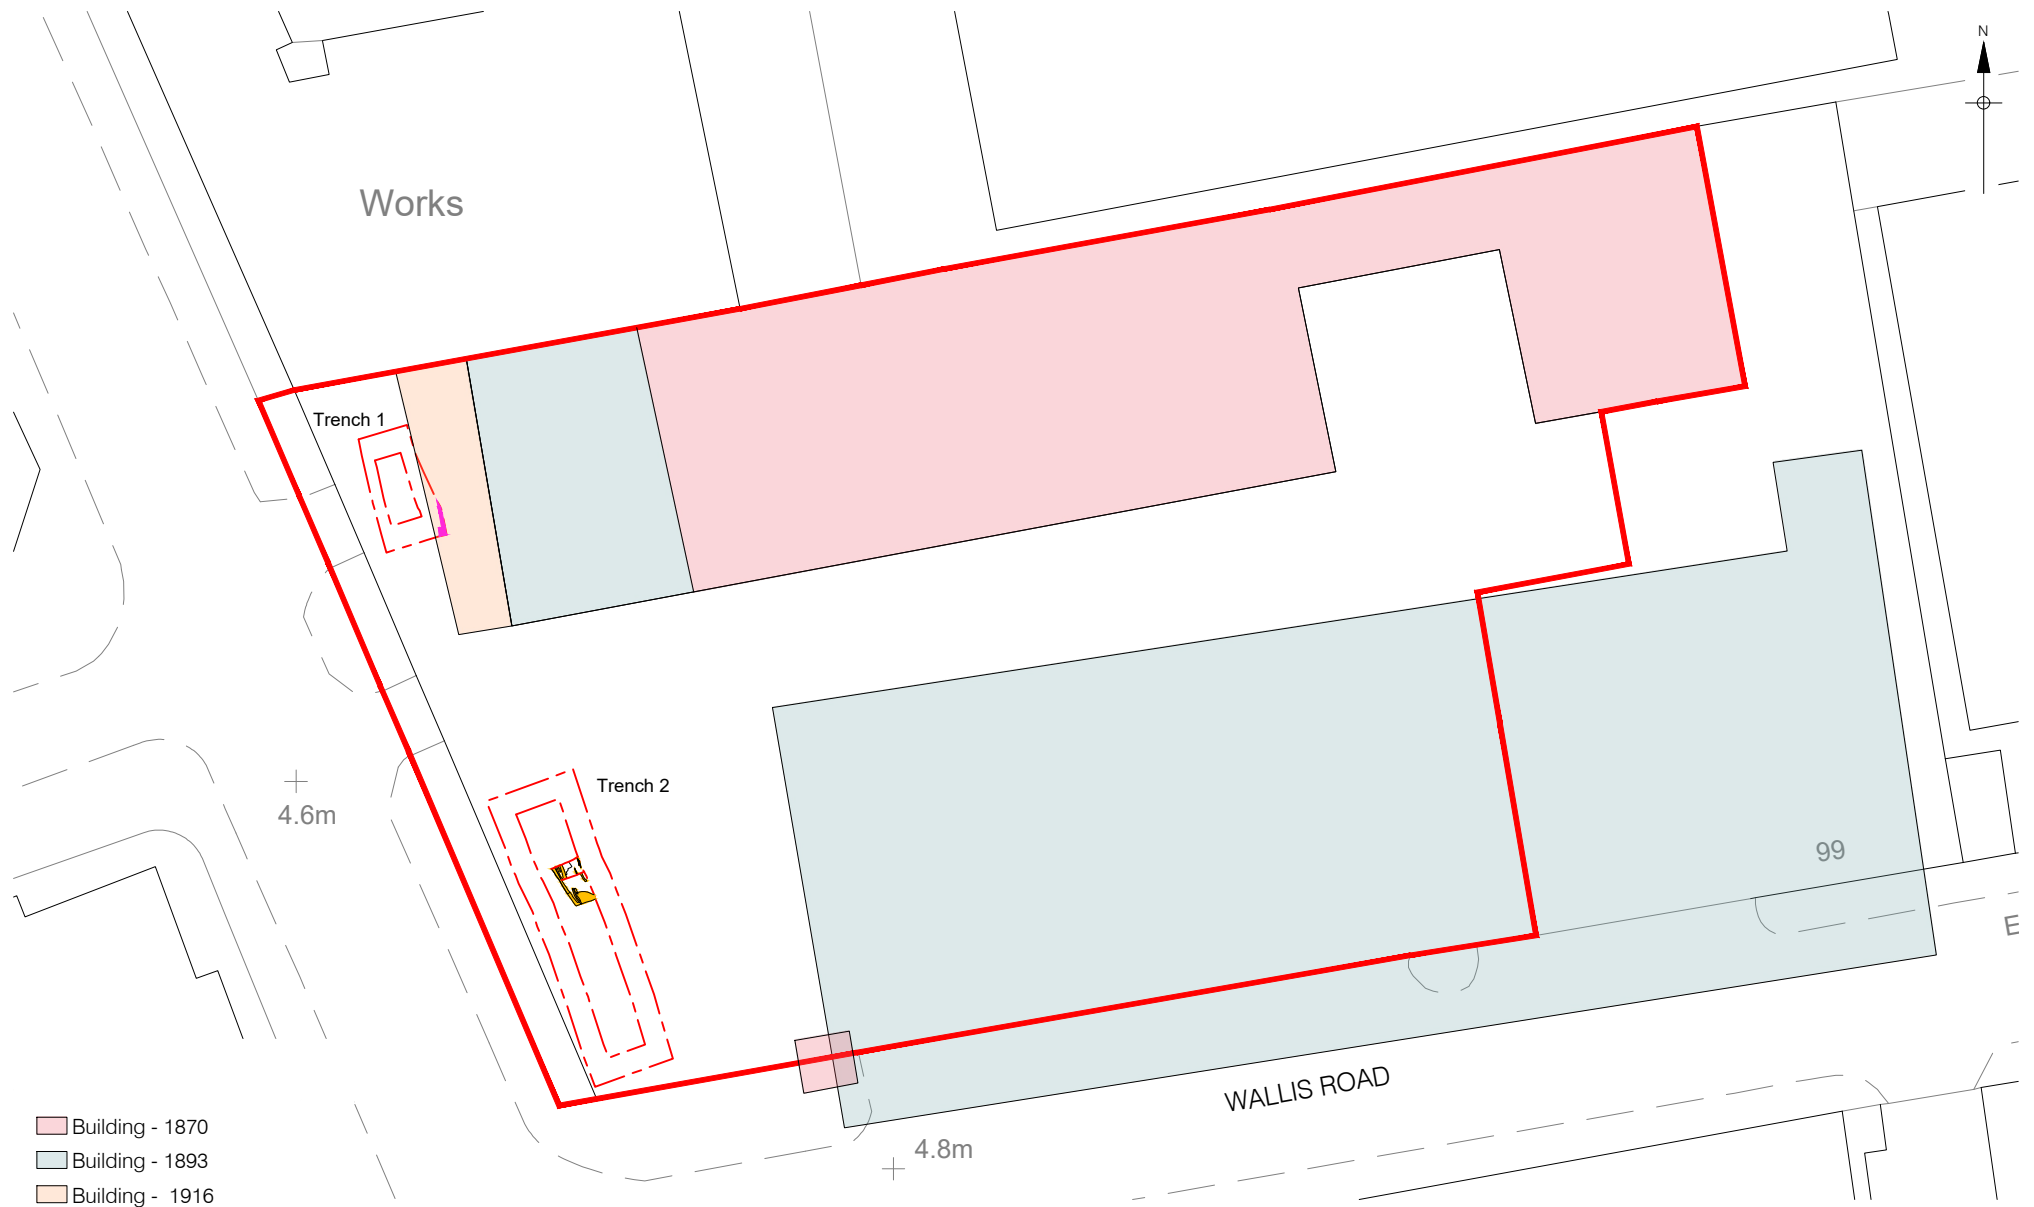 N
Works
Trench 1
Trench 2
4.6m
99
E
WALLIS ROAD
4.8m
Building - 1870
Building - 1893
Building - 1916